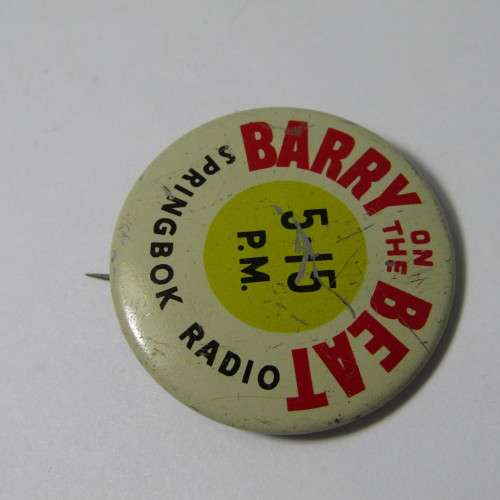 BARRY
ON
THE
BEAT
5-15
P.M.
SPRINGBOK RADIO